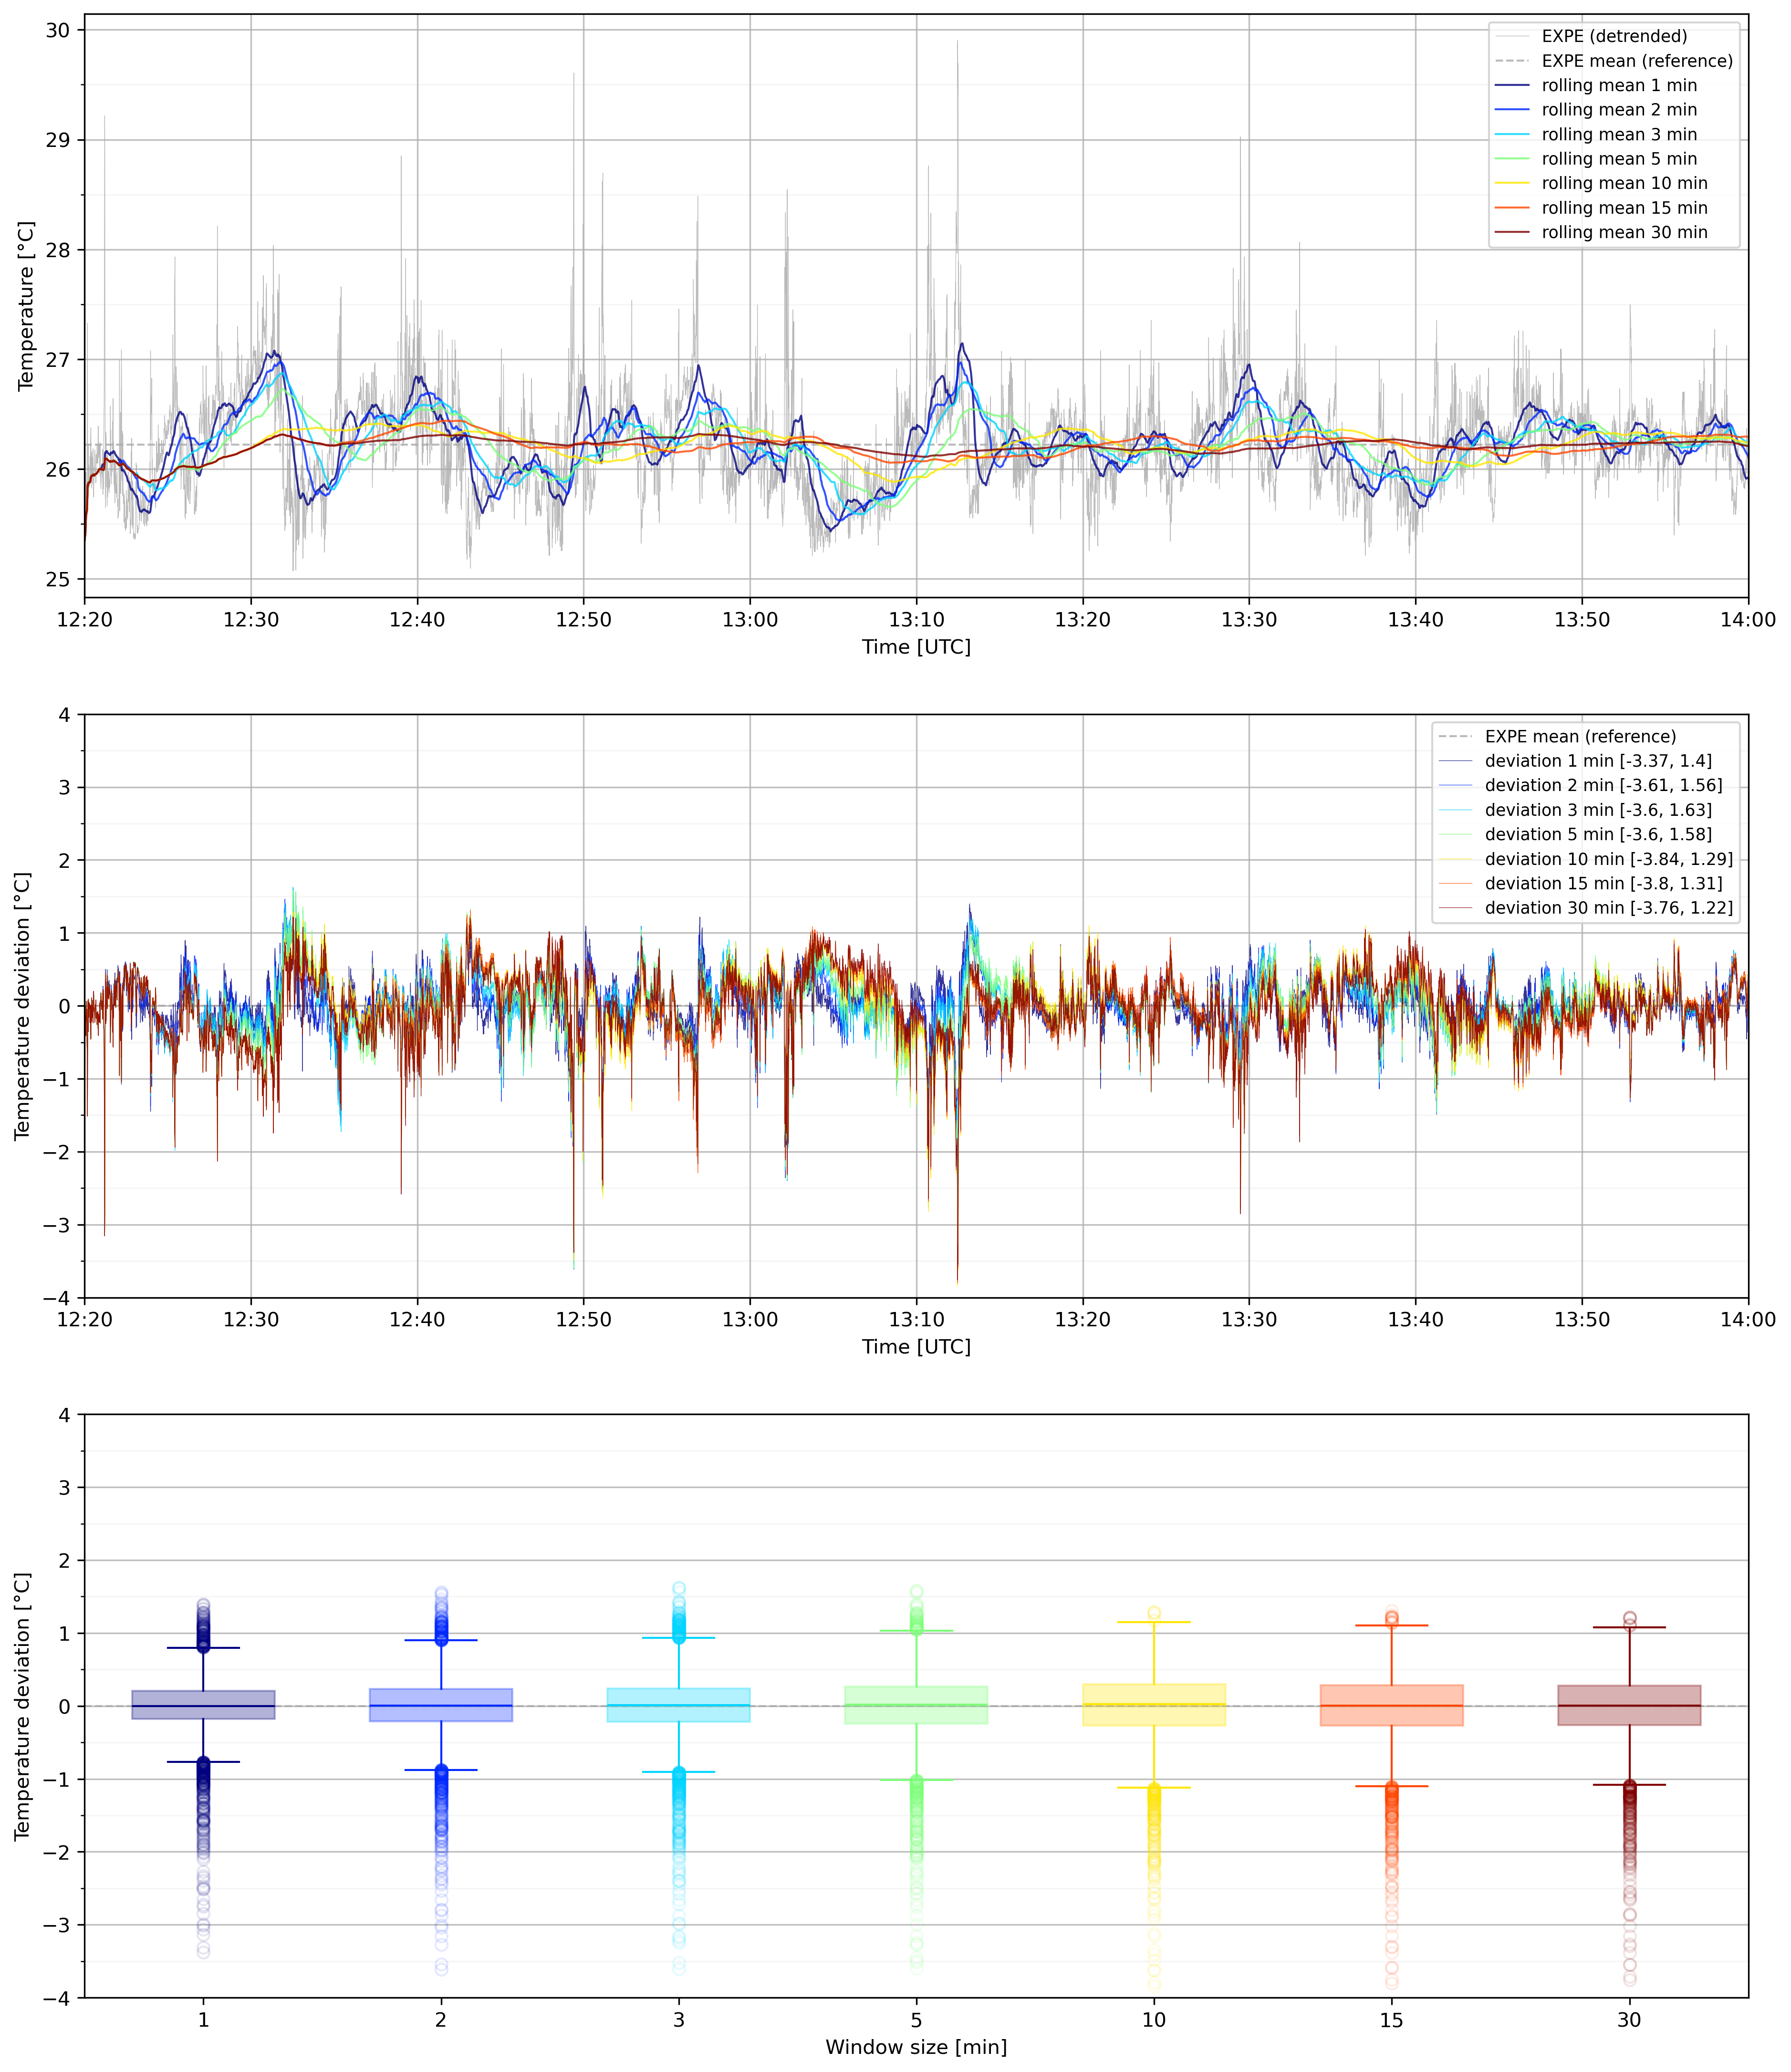 30
29
28
27
26
25
Temperature [°C]
EXPE (detrended)
EXPE mean (reference)
rolling mean 1 min
rolling mean 2 min
rolling mean 3 min
rolling mean 5 min
rolling mean 10 min
rolling mean 15 min
rolling mean 30 min
12:20 12:30 12:40 12:50 13:00 13:10 13:20 13:30 13:40 13:50 14:00
Time [UTC]
4
3
2
1
0
−1
−2
−3
−4
Temperature deviation [°C]
EXPE mean (reference)
deviation 1 min [-3.37, 1.4]
deviation 2 min [-3.61, 1.56]
deviation 3 min [-3.6, 1.63]
deviation 5 min [-3.6, 1.58]
deviation 10 min [-3.84, 1.29]
deviation 15 min [-3.8, 1.31]
deviation 30 min [-3.76, 1.22]
12:20 12:30 12:40 12:50 13:00 13:10 13:20 13:30 13:40 13:50 14:00
Time [UTC]
4
3
2
1
0
−1
−2
−3
−4
Temperature deviation [°C]
1 2 3 5 10 15 30
Window size [min]